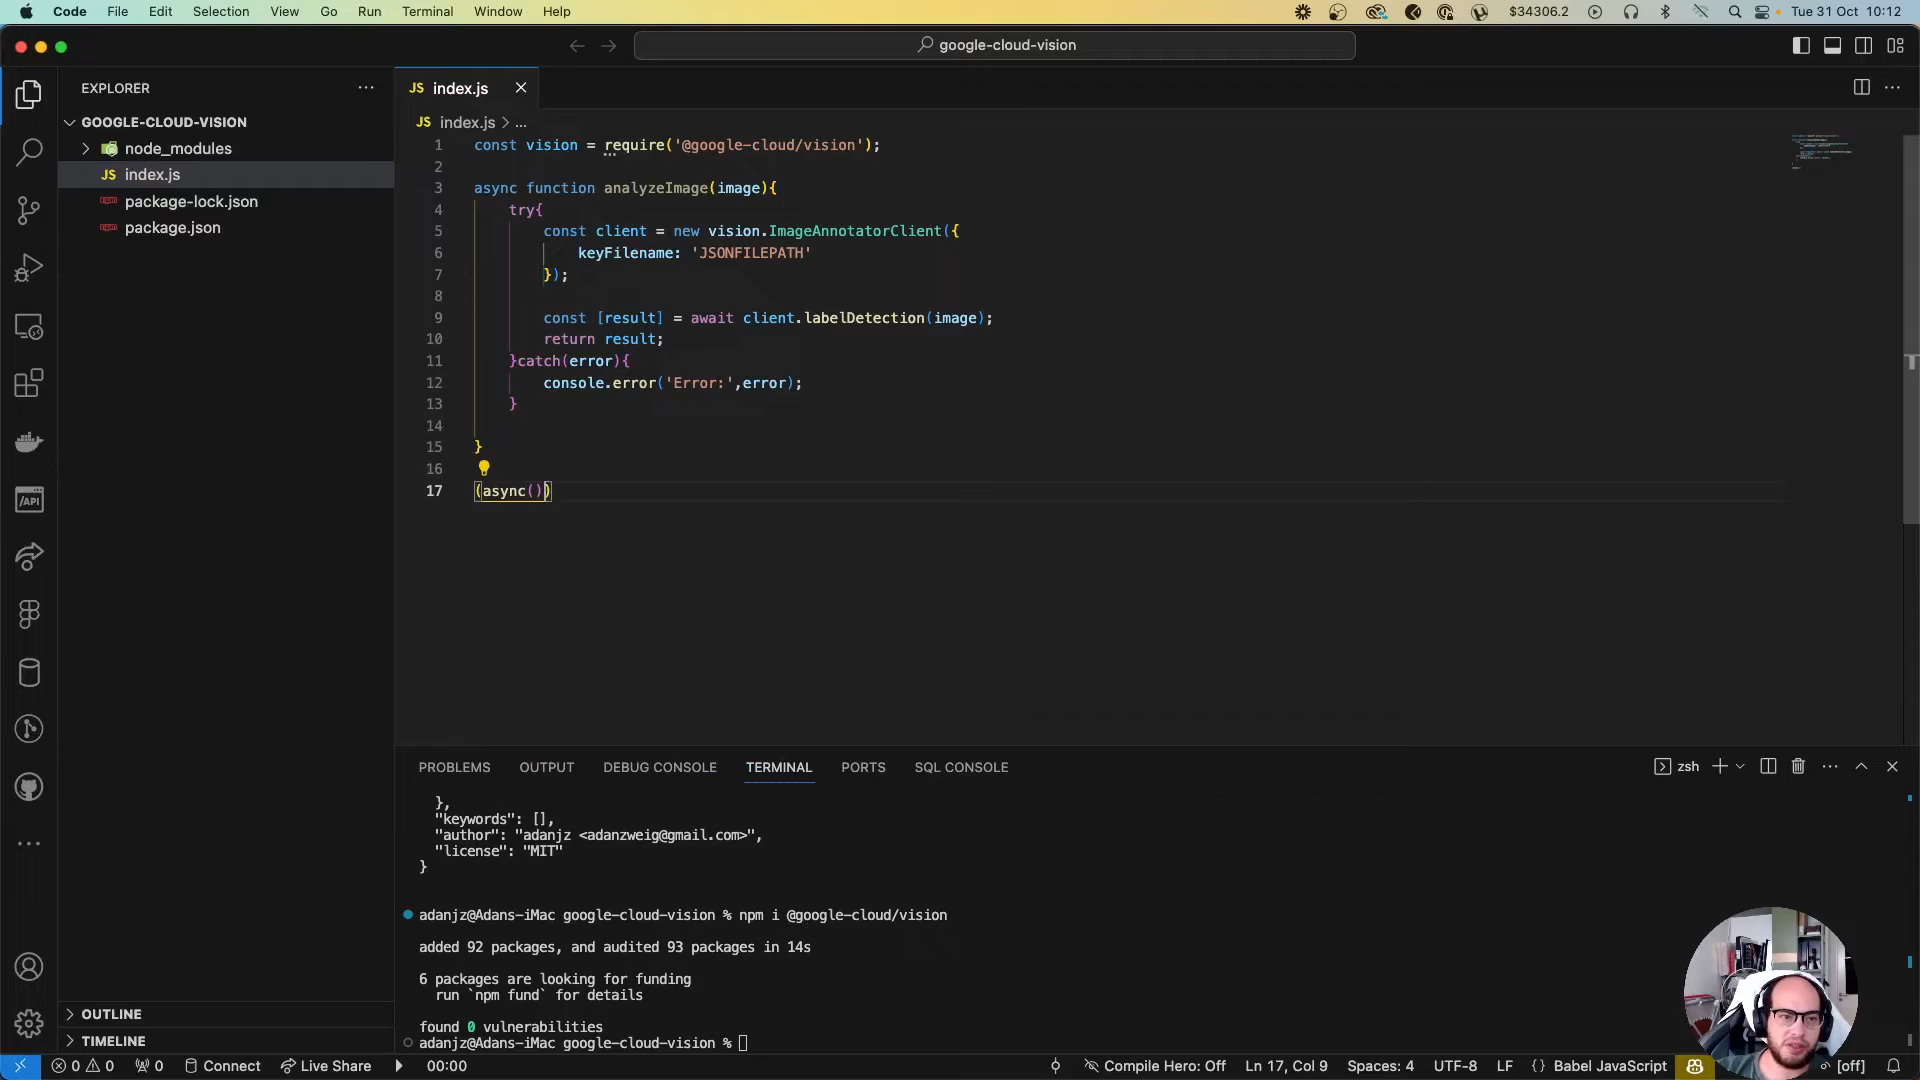 Code File Edit Selection View Go Run Terminal Window Help $34306.2 Tue 31 Oct 10:12
google-cloud-vision
EXPLORER
GOOGLE-CLOUD-VISION
node_modules
JS index.js
package-lock.json
package.json
OUTLINE
TIMELINE
JS index.js
JS index.js > ...
1 const vision = require('@google-cloud/vision');
2
3 async function analyzeImage(image){
4 try{
5 const client = new vision.ImageAnnotatorClient({
6 keyFilename: 'JSONFILEPATH'
7 });
8
9 const [result] = await client.labelDetection(image);
10 return result;
11 }catch(error){
12 console.error('Error:',error);
13 }
14
15 }
16
17 (async())
PROBLEMS OUTPUT DEBUG CONSOLE TERMINAL PORTS SQL CONSOLE zsh
},
"keywords": [],
"author": "adanjz <adanzweig@gmail.com>",
"license": "MIT"
}
adanjz@Adans-iMac google-cloud-vision % npm i @google-cloud/vision
added 92 packages, and audited 93 packages in 14s
6 packages are looking for funding
run `npm fund` for details
found 0 vulnerabilities
adanjz@Adans-iMac google-cloud-vision %
0 0 0 Connect Live Share 00:00 Compile Hero: Off Ln 17, Col 9 Spaces: 4 UTF-8 LF {} Babel JavaScript [off]
/API/